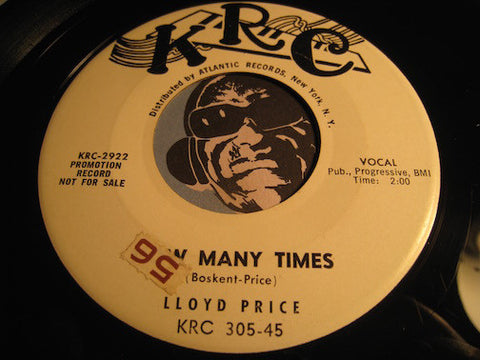 KRC
Distributed by ATLANTIC RECORDS, New York, N. Y.
KRC-2922
PROMOTION
RECORD
NOT FOR SALE
VOCAL
Pub., Progressive, BMI
Time: 2:00
56
W MANY TIMES
(Boskent-Price)
LLOYD PRICE
KRC 305-45